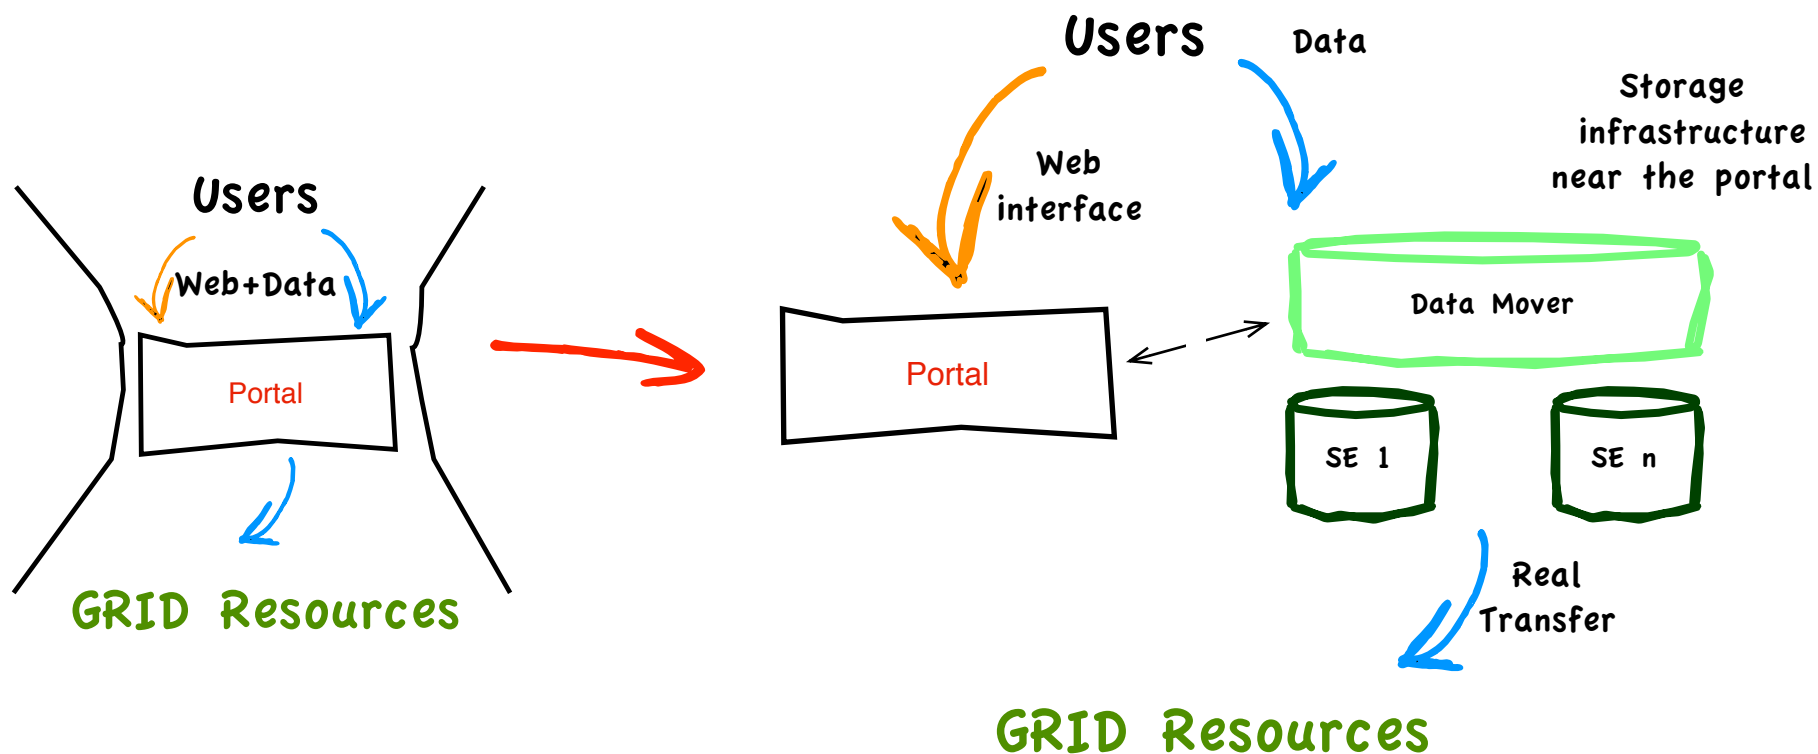 Users
Web+Data
Portal
GRID Resources
Users
Data
Web
interface
Storage
infrastructure
near the portal
Portal
Data Mover
SE 1
SE n
Real
Transfer
GRID Resources